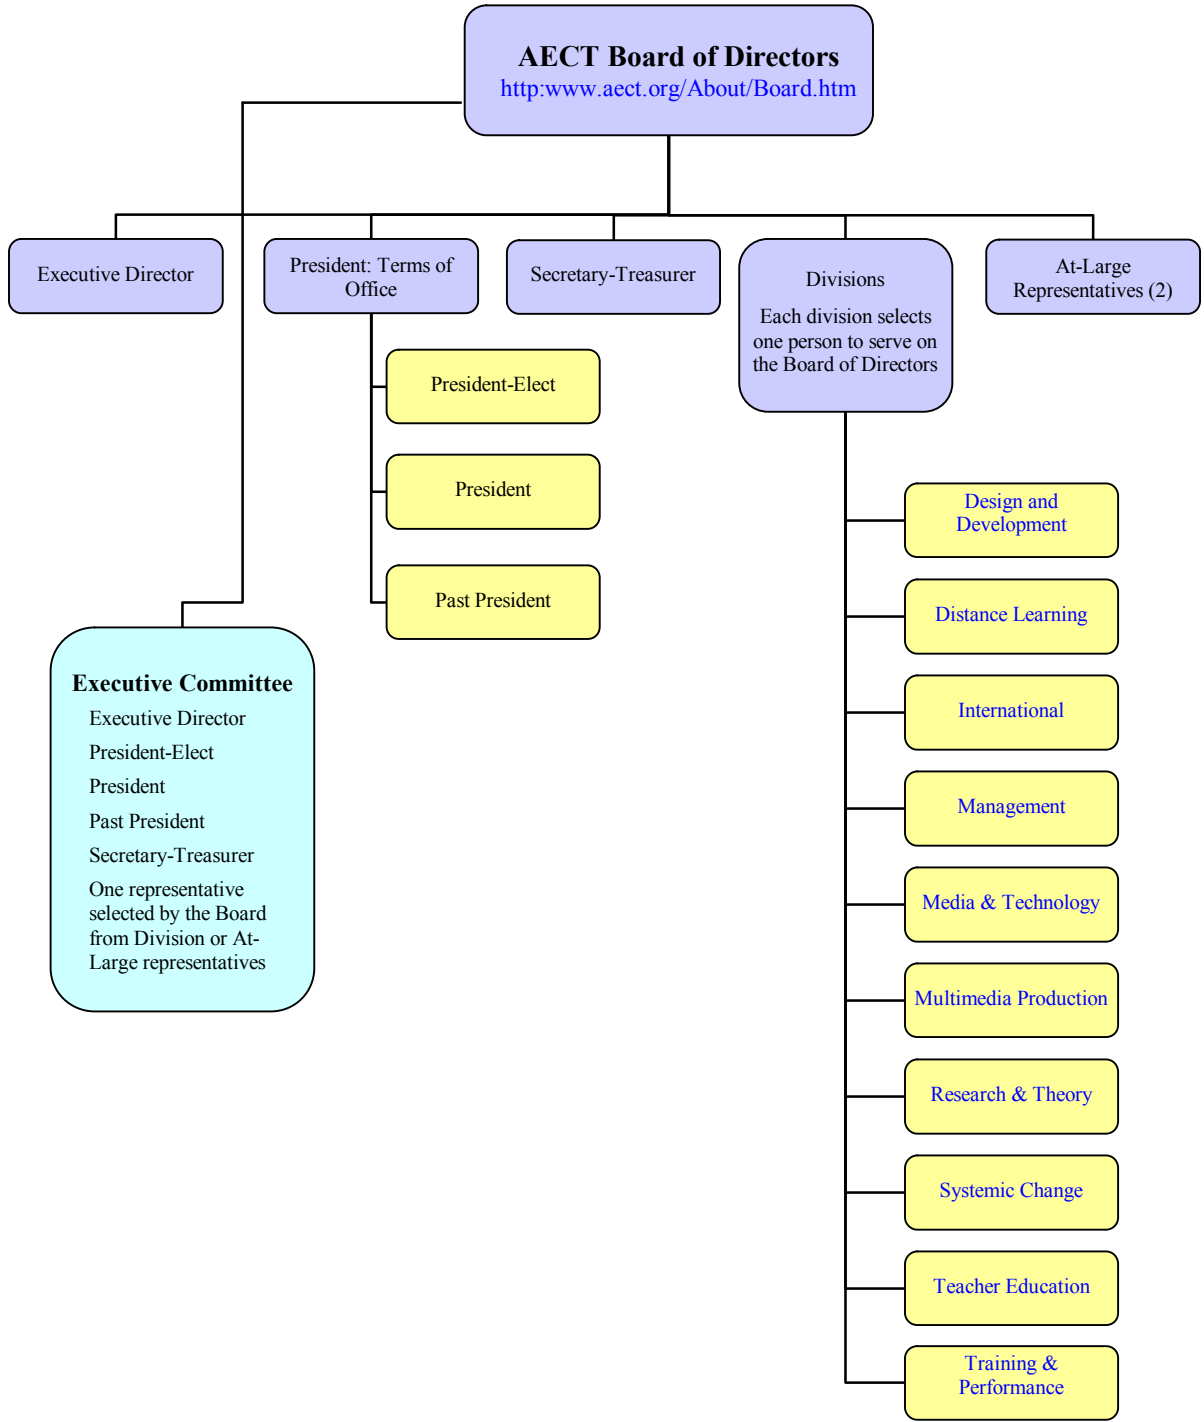 AECT Board of Directors
http:www.aect.org/About/Board.htm
Executive Director
President: Terms of
Office
Secretary-Treasurer
Divisions
Each division selects
one person to serve on
the Board of Directors
At-Large
Representatives (2)
President-Elect
President
Past President
Executive Committee
Executive Director
President-Elect
President
Past President
Secretary-Treasurer
One representative
selected by the Board
from Division or At-
Large representatives
Design and
Development
Distance Learning
International
Management
Media & Technology
Multimedia Production
Research & Theory
Systemic Change
Teacher Education
Training &
Performance